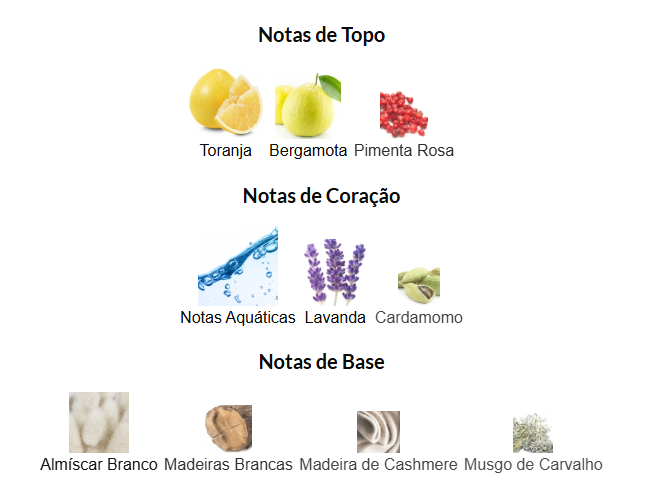 Notas de Topo
Toranja Bergamota Pimenta Rosa
Notas de Coração
Notas Aquáticas Lavanda Cardamomo
Notas de Base
Almíscar Branco Madeiras Brancas Madeira de Cashmere Musgo de Carvalho